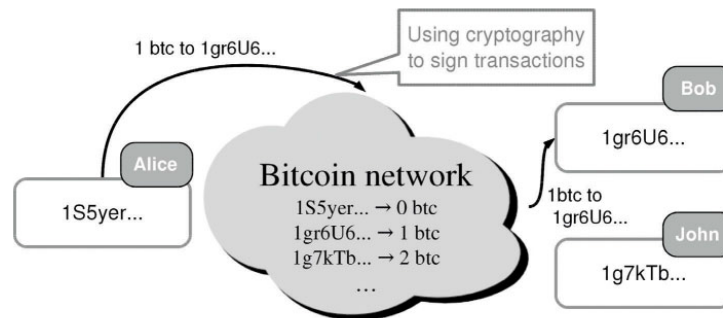 1 btc to 1gr6U6...
Using cryptography
to sign transactions
Alice
1S5yer...
Bitcoin network
1S5yer... → 0 btc
1gr6U6... → 1 btc
1g7kTb... → 2 btc
...
Bob
1gr6U6...
1btc to
1gr6U6...
John
1g7kTb...